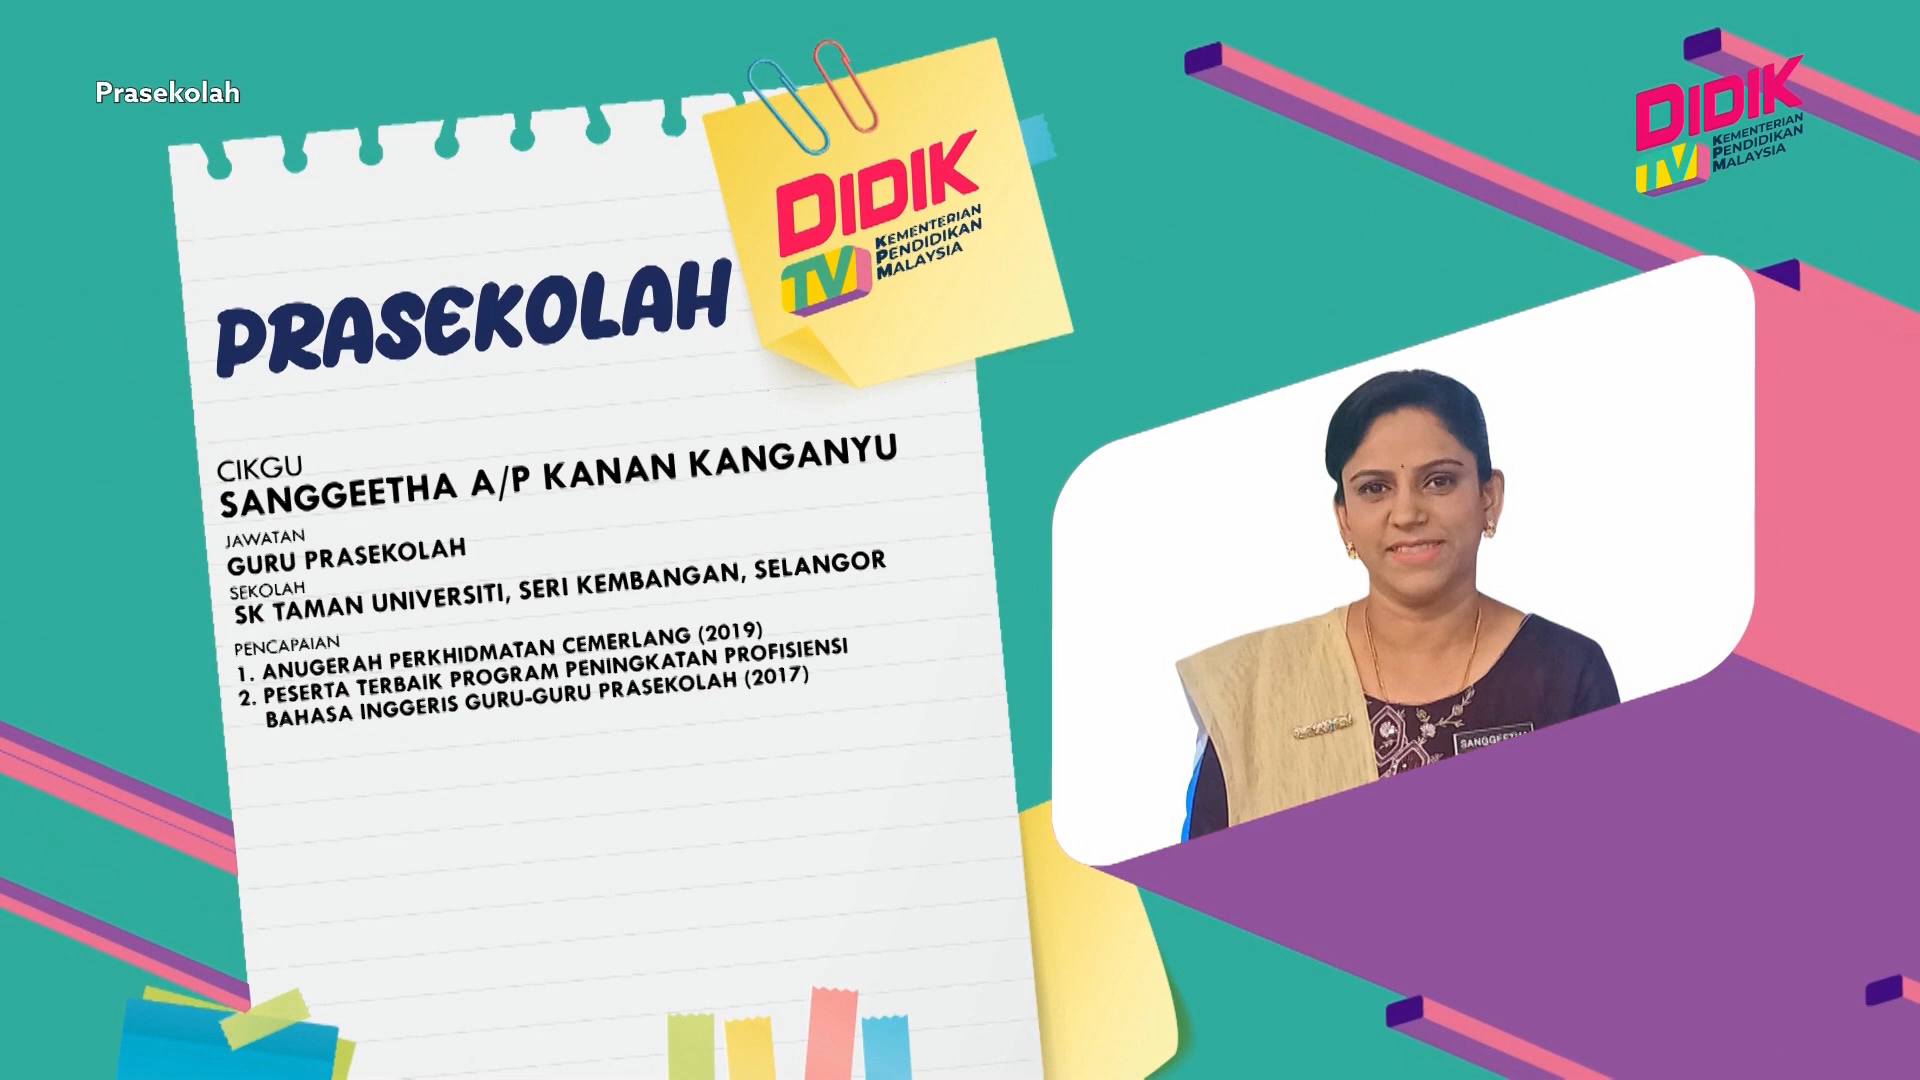 Prasekolah
DIDIK
TV
KEMENTERIAN
PENDIDIKAN
MALAYSIA
DIDIK
TV
KEMENTERIAN
PENDIDIKAN
MALAYSIA
PRASEKOLAH
CIKGU
SANGGEETHA A/P KANAN KANGANYU
JAWATAN
GURU PRASEKOLAH
SEKOLAH
SK TAMAN UNIVERSITI, SERI KEMBANGAN, SELANGOR
PENCAPAIAN
1. ANUGERAH PERKHIDMATAN CEMERLANG (2019)
2. PESERTA TERBAIK PROGRAM PENINGKATAN PROFISIENSI
BAHASA INGGERIS GURU-GURU PRASEKOLAH (2017)
SANGGEETHA